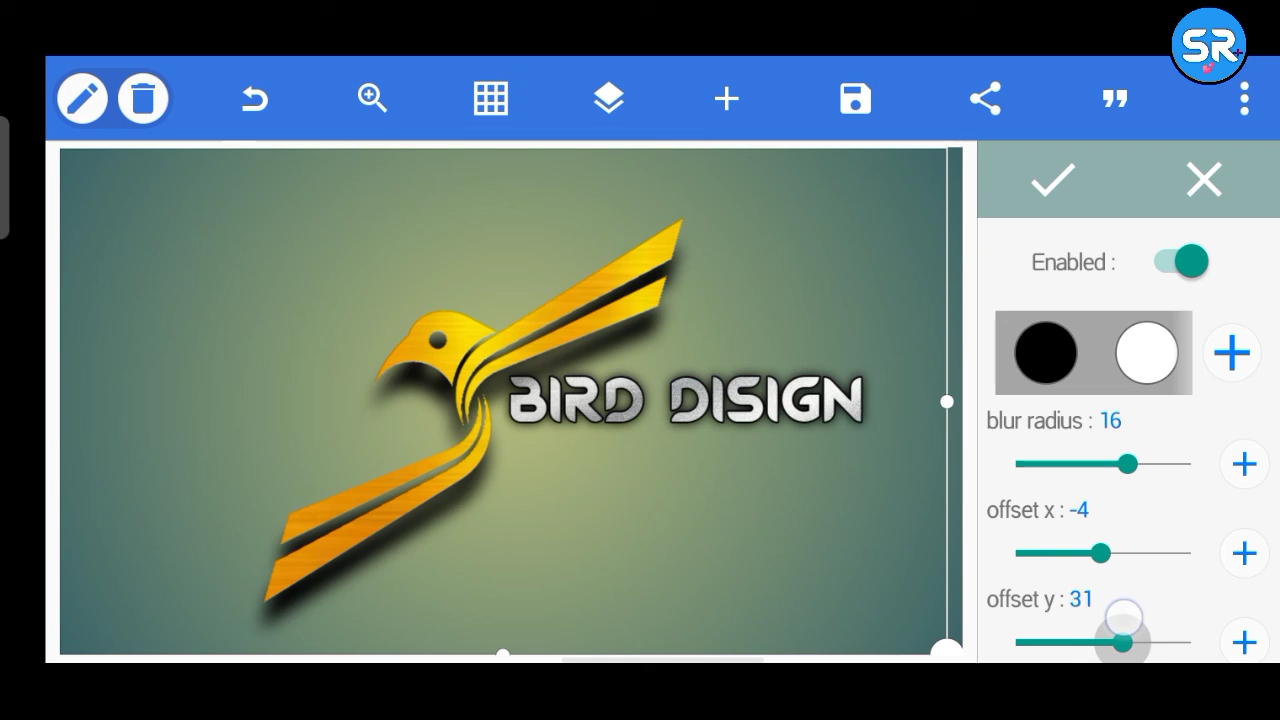 SR+
Enabled :
blur radius : 16
BIRD DISIGN
offset x : -4
offset y : 31